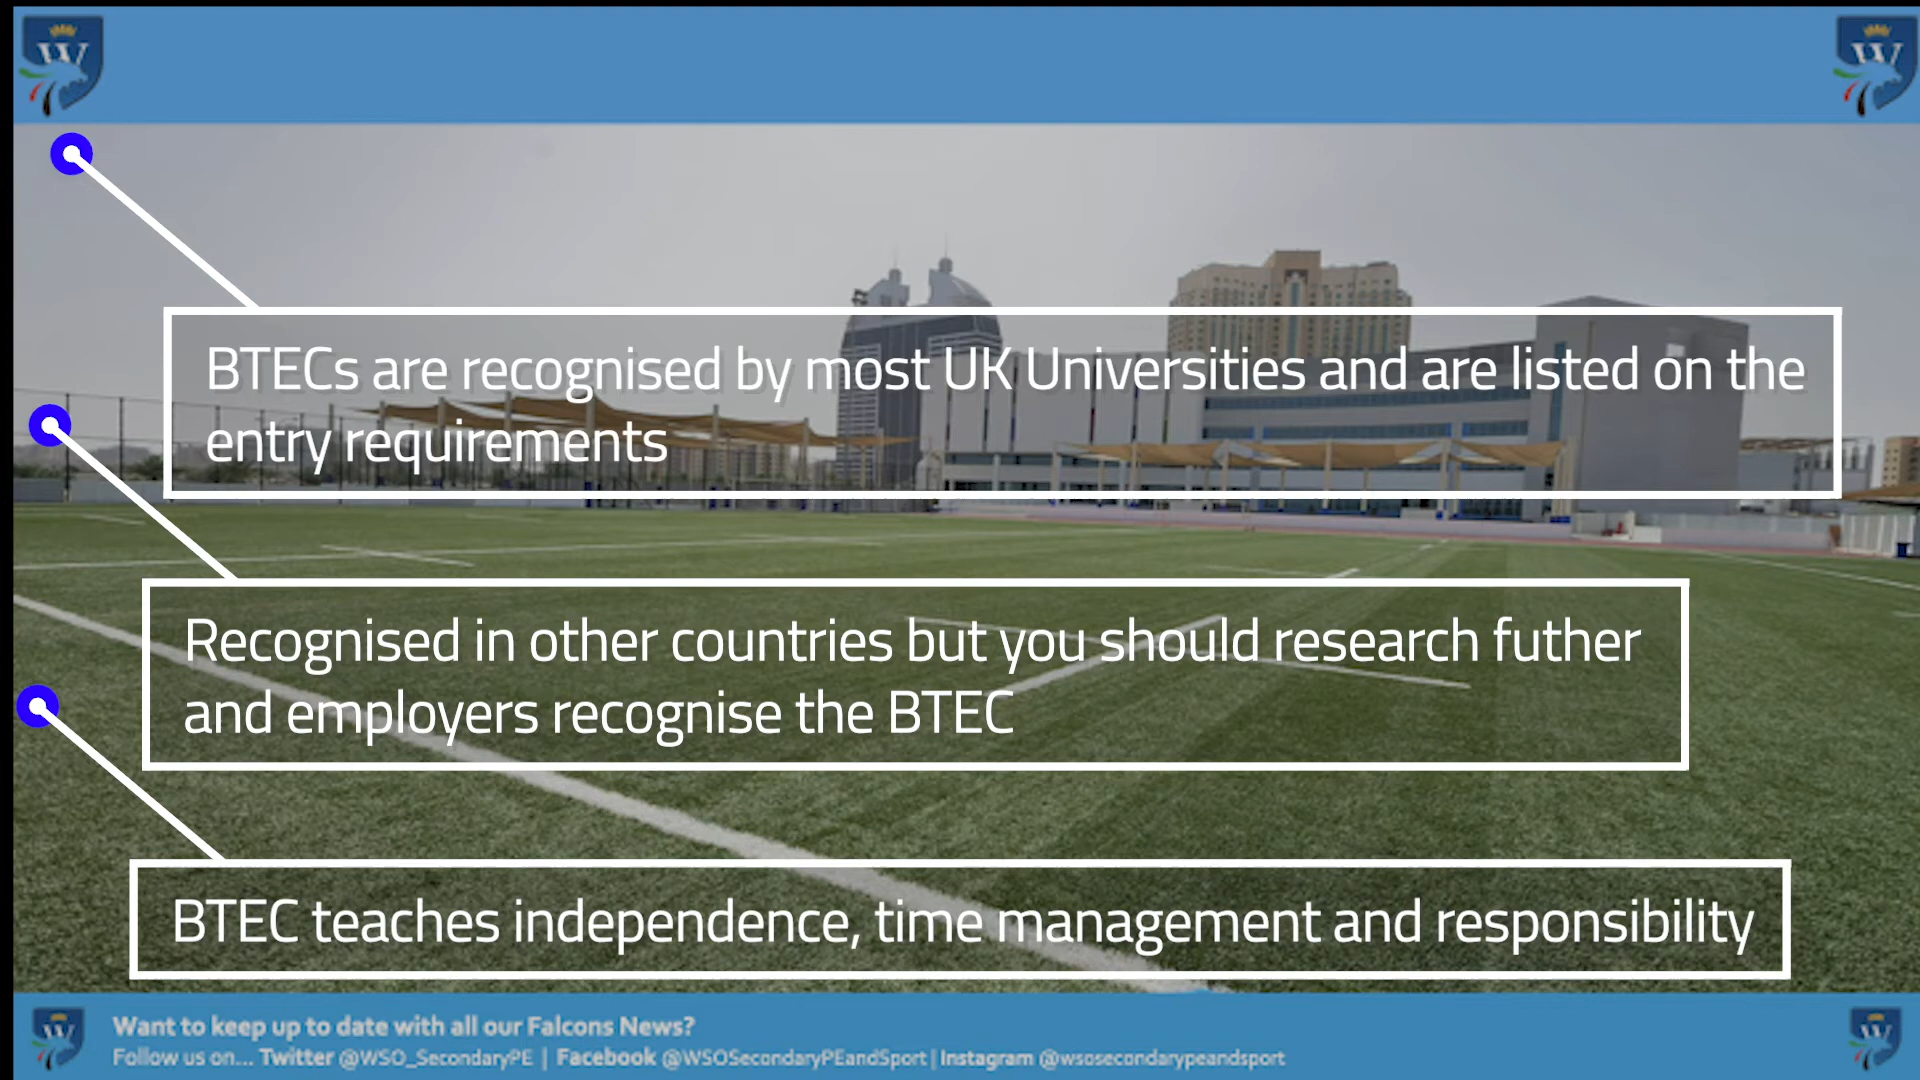 W
W
BTECs are recognised by most UK Universities and are listed on the
entry requirements
Recognised in other countries but you should research futher
and employers recognise the BTEC
BTEC teaches independence, time management and responsibility
W
Want to keep up to date with all our Falcons News?
Follow us on... Twitter @WSO_SecondaryPE | Facebook @WSOSecondaryPEandSport | Instagram @wsosecondarypeandsport
W